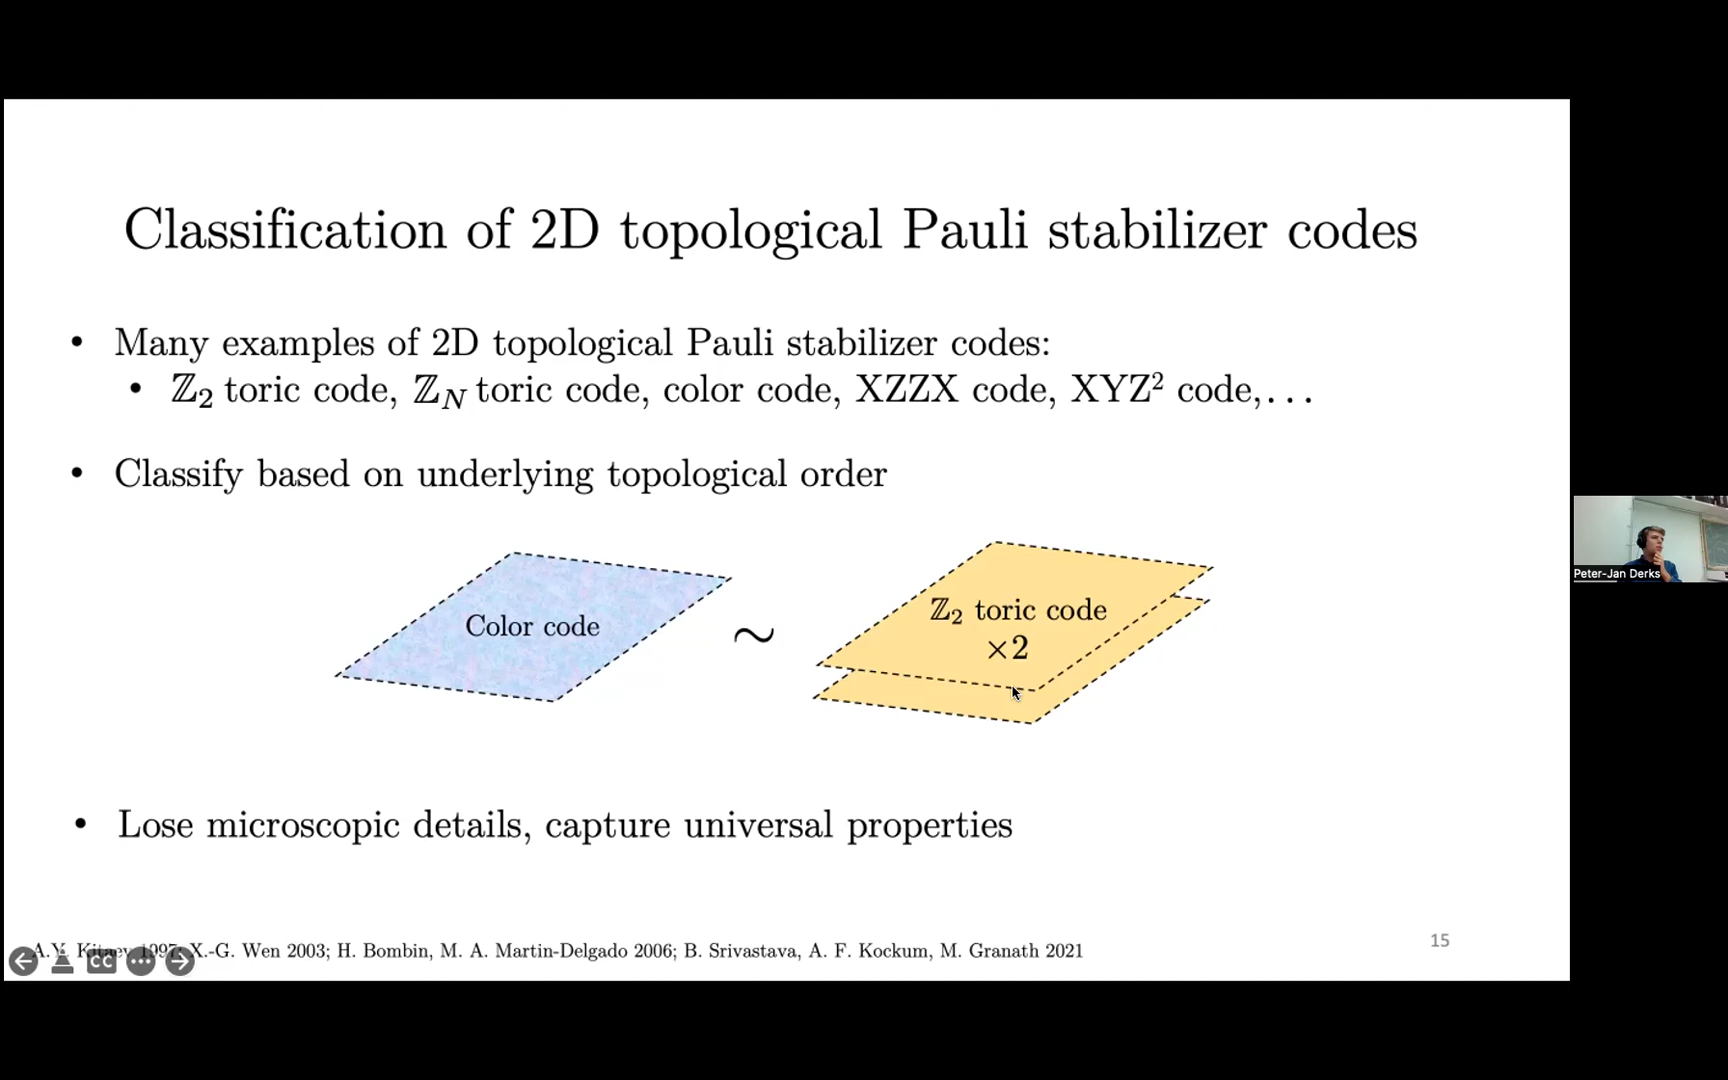 Classification of 2D topological Pauli stabilizer codes
• Many examples of 2D topological Pauli stabilizer codes:
• ℤ₂ toric code, ℤ_N toric code, color code, XZZX code, XYZ² code,...
• Classify based on underlying topological order
Color code
~
ℤ₂ toric code
×2
Peter-Jan Derks
• Lose microscopic details, capture universal properties
A.Y. Kitaev 1997; X.-G. Wen 2003; H. Bombin, M. A. Martin-Delgado 2006; B. Srivastava, A. F. Kockum, M. Granath 2021
15
CC